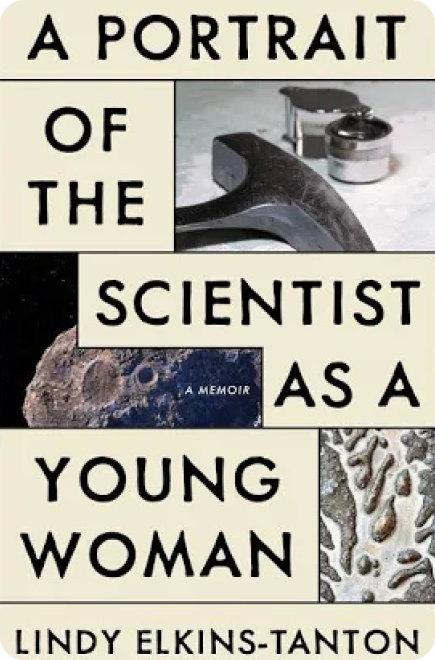 A PORTRAIT
OF
THE
SCIENTIST
A MEMOIR
AS A
YOUNG
WOMAN
LINDY ELKINS-TANTON